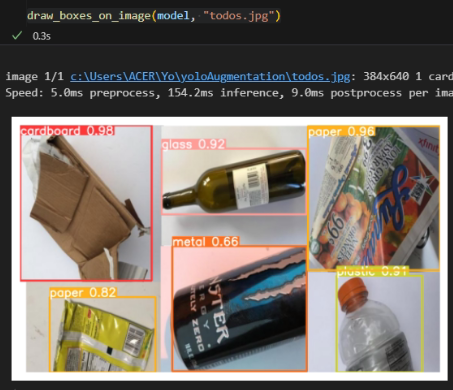 draw_boxes_on_image(model, "todos.jpg")
0.3s
image 1/1 c:\Users\ACER\Yo\yoloAugmentation\todos.jpg: 384x640 1 card
Speed: 5.0ms preprocess, 154.2ms inference, 9.0ms postprocess per ima
cardboard 0.98
glass 0.92
paper 0.96
xfinit
.66
metal 0.66
plastic 0.91
paper 0.82